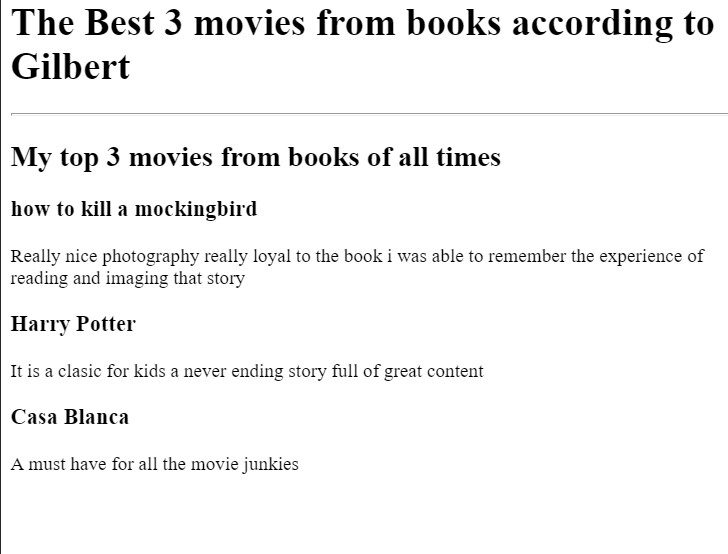 The Best 3 movies from books according to
Gilbert
My top 3 movies from books of all times
how to kill a mockingbird
Really nice photography really loyal to the book i was able to remember the experience of
reading and imaging that story
Harry Potter
It is a clasic for kids a never ending story full of great content
Casa Blanca
A must have for all the movie junkies